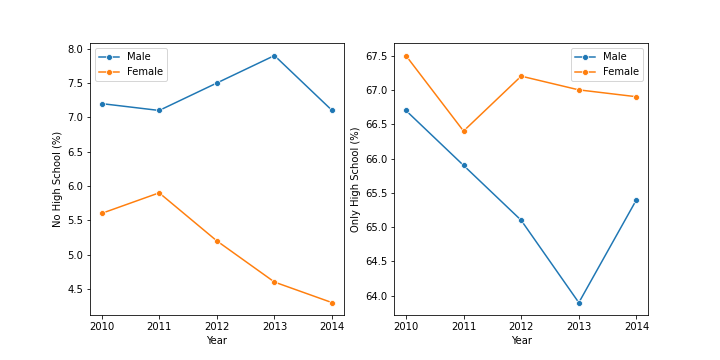 Male
Female
8.0
7.5
7.0
6.5
6.0
5.5
5.0
4.5
No High School (%)
2010 2011 2012 2013 2014
Year
Male
Female
67.5
67.0
66.5
66.0
65.5
65.0
64.5
64.0
Only High School (%)
2010 2011 2012 2013 2014
Year